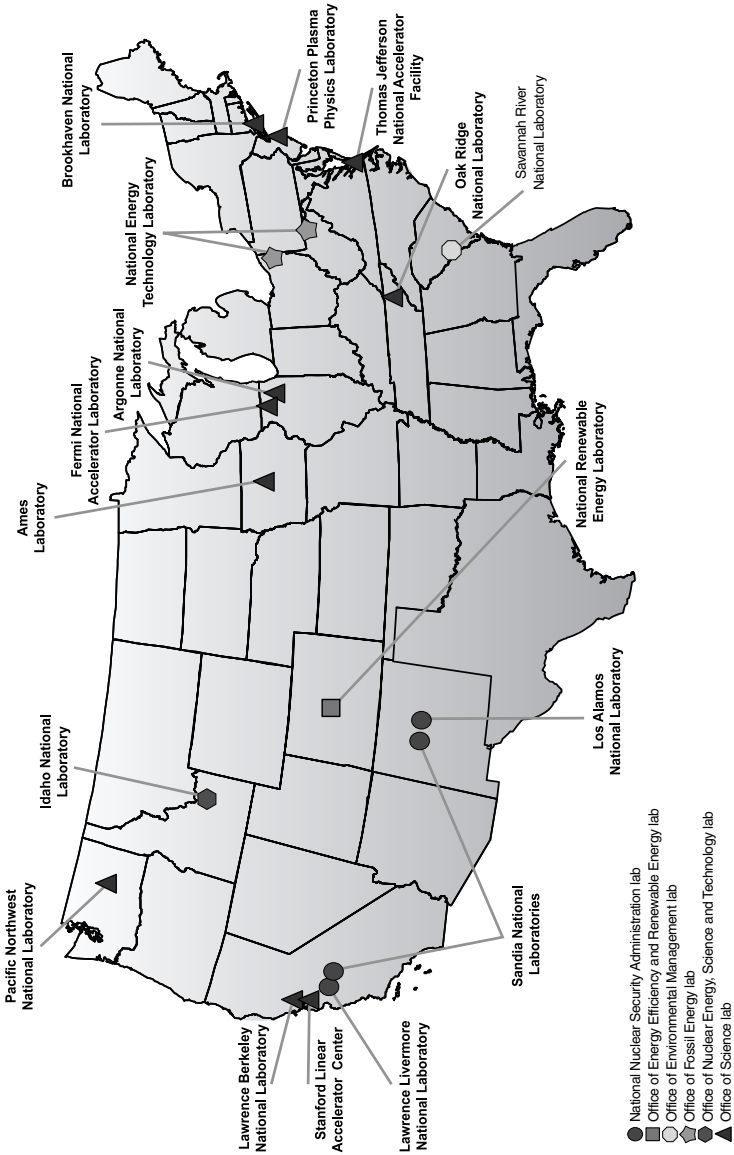 Pacific Northwest
National Laboratory
Idaho National
Laboratory
Ames
Laboratory
Fermi National
Accelerator Laboratory
Argonne National
Laboratory
National Energy
Technology Laboratory
Brookhaven National
Laboratory
Princeton Plasma
Physics Laboratory
Thomas Jefferson
National Accelerator
Facility
Oak Ridge
National Laboratory
Savannah River
National Laboratory
National Renewable
Energy Laboratory
Los Alamos
National Laboratory
Sandia National
Laboratories
Lawrence Berkeley
National Laboratory
Stanford Linear
Accelerator Center
Lawrence Livermore
National Laboratory
National Nuclear Security Administration lab
Office of Energy Efficiency and Renewable Energy lab
Office of Environmental Management lab
Office of Fossil Energy lab
Office of Nuclear Energy, Science and Technology lab
Office of Science lab